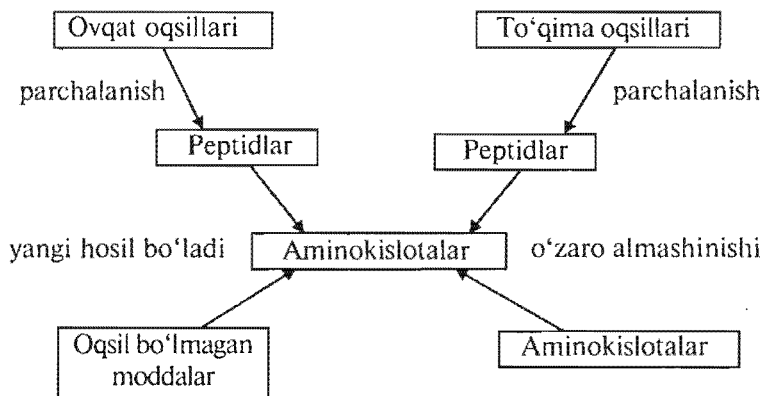 Ovqat oqsillari
To‘qima oqsillari
parchalanish
parchalanish
Peptidlar
Peptidlar
yangi hosil bo‘ladi
Aminokislotalar
o‘zaro almashinishi
Oqsil bo‘lmagan
moddalar
Aminokislotalar